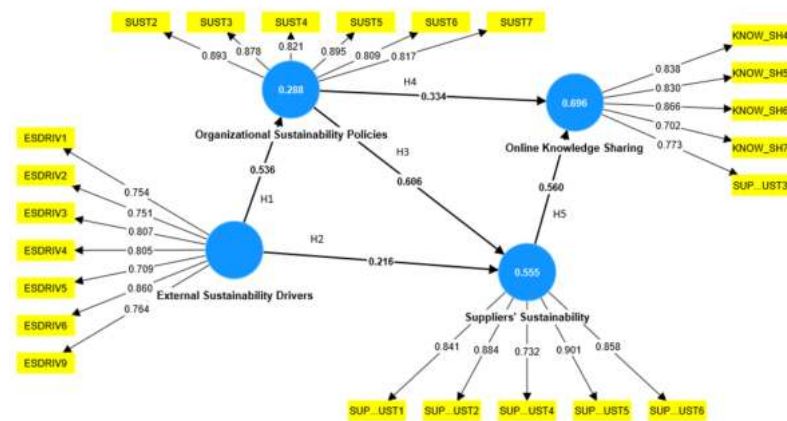 SUST2 SUST3 SUST4 SUST5 SUST6 SUST7
0.893 0.878 0.821 0.895 0.809 0.817
KNOW_SH4
KNOW_SH5
KNOW_SH6
KNOW_SH7
SUP...UST3
0.838
0.830
0.866
0.702
0.773
0.288
H4
0.334
0.696
Organizational Sustainability Policies
Online Knowledge Sharing
ESDRIV1
ESDRIV2
ESDRIV3
ESDRIV4
ESDRIV5
ESDRIV6
ESDRIV9
0.754
0.751
0.807
0.805
0.709
0.860
0.764
0.536
H1
H3
0.606
0.560
H5
H2
0.216
0.555
External Sustainability Drivers
Suppliers' Sustainability
0.841 0.884 0.732 0.901 0.858
SUP...UST1 SUP...UST2 SUP...UST4 SUP...UST5 SUP...UST6